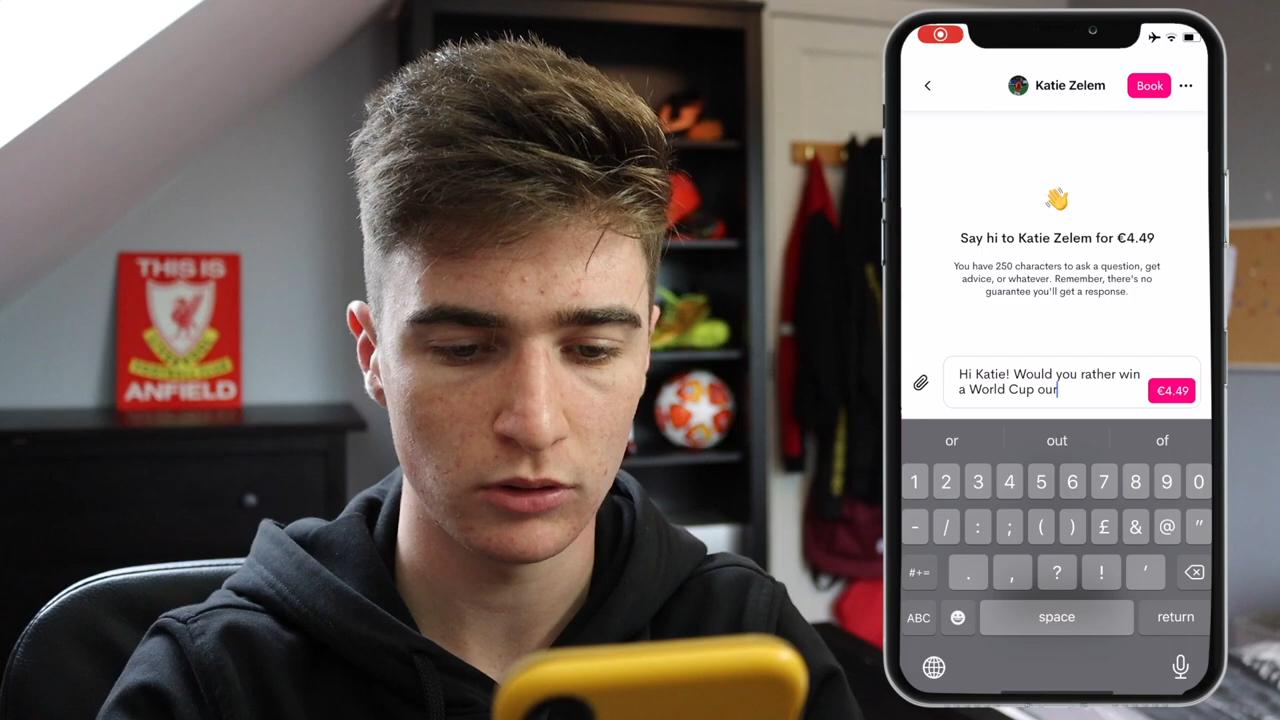 THIS IS
ANFIELD
Katie Zelem
Book
Say hi to Katie Zelem for €4.49
You have 250 characters to ask a question, get
advice, or whatever. Remember, there's no
guarantee you'll get a response.
Hi Katie! Would you rather win
a World Cup our
€4.49
or out of
1 2 3 4 5 6 7 8 9 0
- / : ; ( ) £ & @ "
#+= . , ? ! '
ABC space return